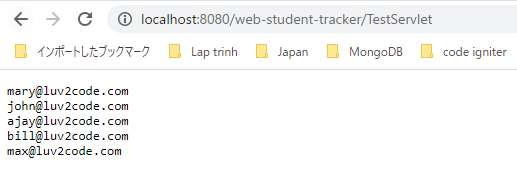 localhost:8080/web-student-tracker/TestServlet
インポートしたブックマーク Lap trinh Japan MongoDB code igniter
mary@luv2code.com
john@luv2code.com
ajay@luv2code.com
bill@luv2code.com
max@luv2code.com